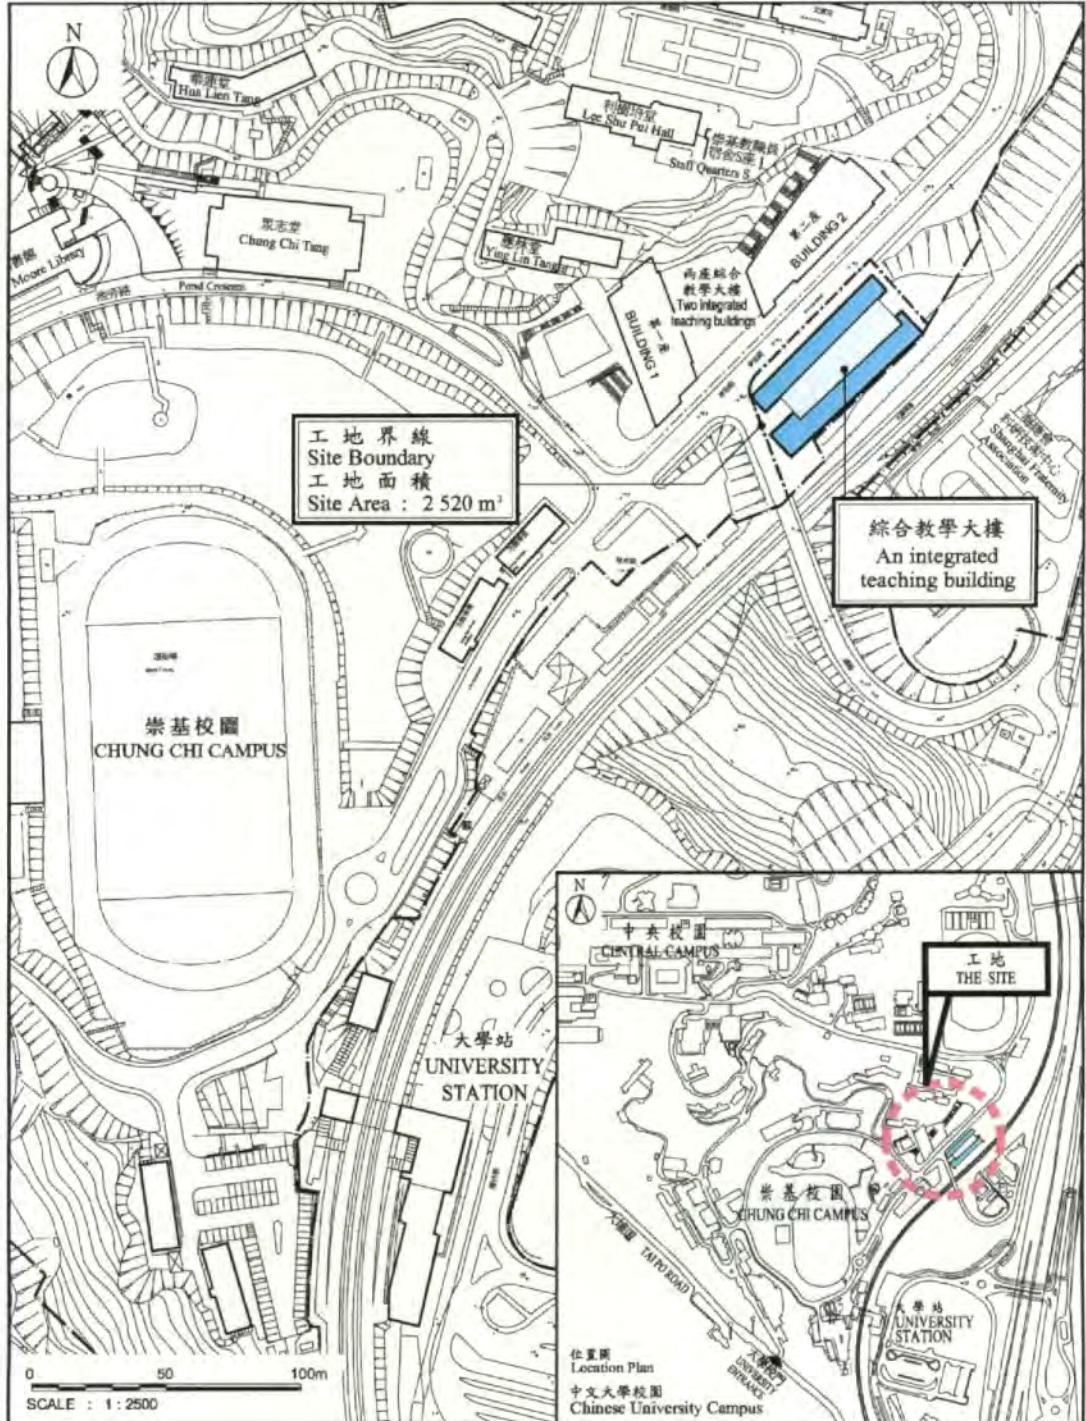 N
華連堂
Hua Lien Tang
利樹培堂
Lee Shu Pui Hall
崇基教職員
宿舍S座
Staff Quarters S
眾志堂
Chung Chi Tang
Moore Library
Pond Crescent
應林堂
Ying Lin Tang
第二座
BUILDING 2
兩座綜合
教學大樓
Two integrated
teaching buildings
第一座
BUILDING 1
工地界線
Site Boundary
工地面積
Site Area : 2 520 m²
Shanghai Fraternity
Association
綜合教學大樓
An integrated
teaching building
崇基校園
CHUNG CHI CAMPUS
大學站
UNIVERSITY
STATION
0 50 100m
SCALE : 1 : 2500
N
中央校園
CENTRAL CAMPUS
工地
THE SITE
崇基校園
CHUNG CHI CAMPUS
大埔道 TAI PO ROAD
大學站
UNIVERSITY
STATION
UNIVERSITY
ENTRANCE
位置圖
Location Plan
中文大學校園
Chinese University Campus